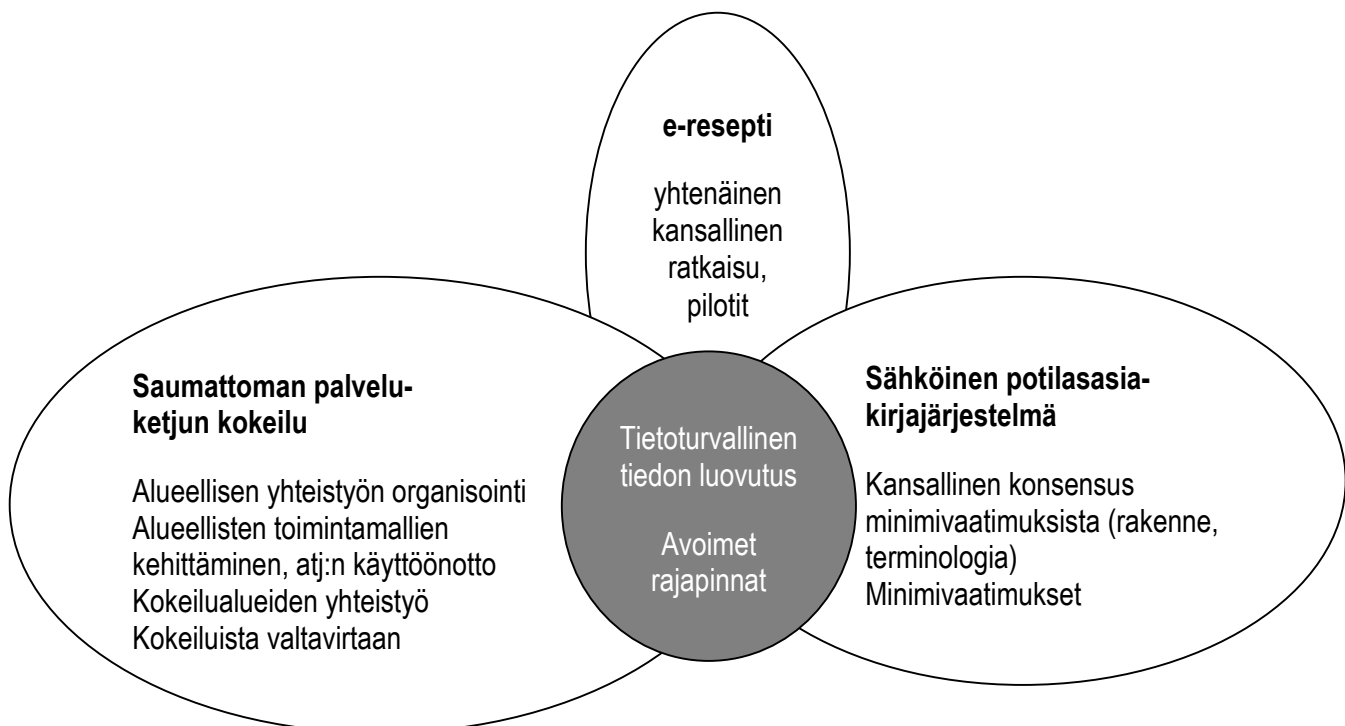 e-resepti
yhtenäinen
kansallinen
ratkaisu,
pilotit
Saumattoman palvelu-
ketjun kokeilu
Alueellisen yhteistyön organisointi
Alueellisten toimintamallien
kehittäminen, atj:n käyttöönotto
Kokeilualueiden yhteistyö
Kokeiluista valtavirtaan
Tietoturvallinen
tiedon luovutus
Avoimet
rajapinnat
Sähköinen potilasasia-
kirjajärjestelmä
Kansallinen konsensus
minimivaatimuksista (rakenne,
terminologia)
Minimivaatimukset